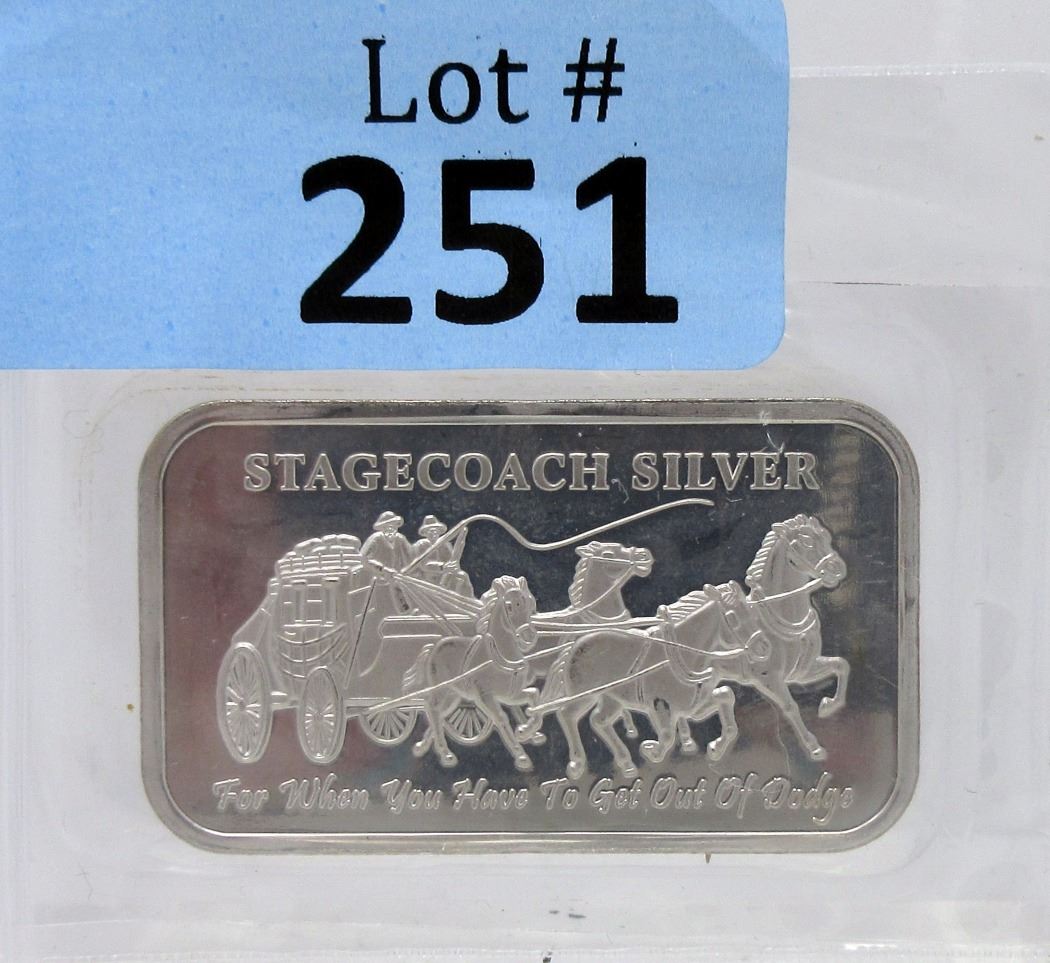 Lot #
251
STAGECOACH SILVER
For When You Have To Get Out Of Dodge